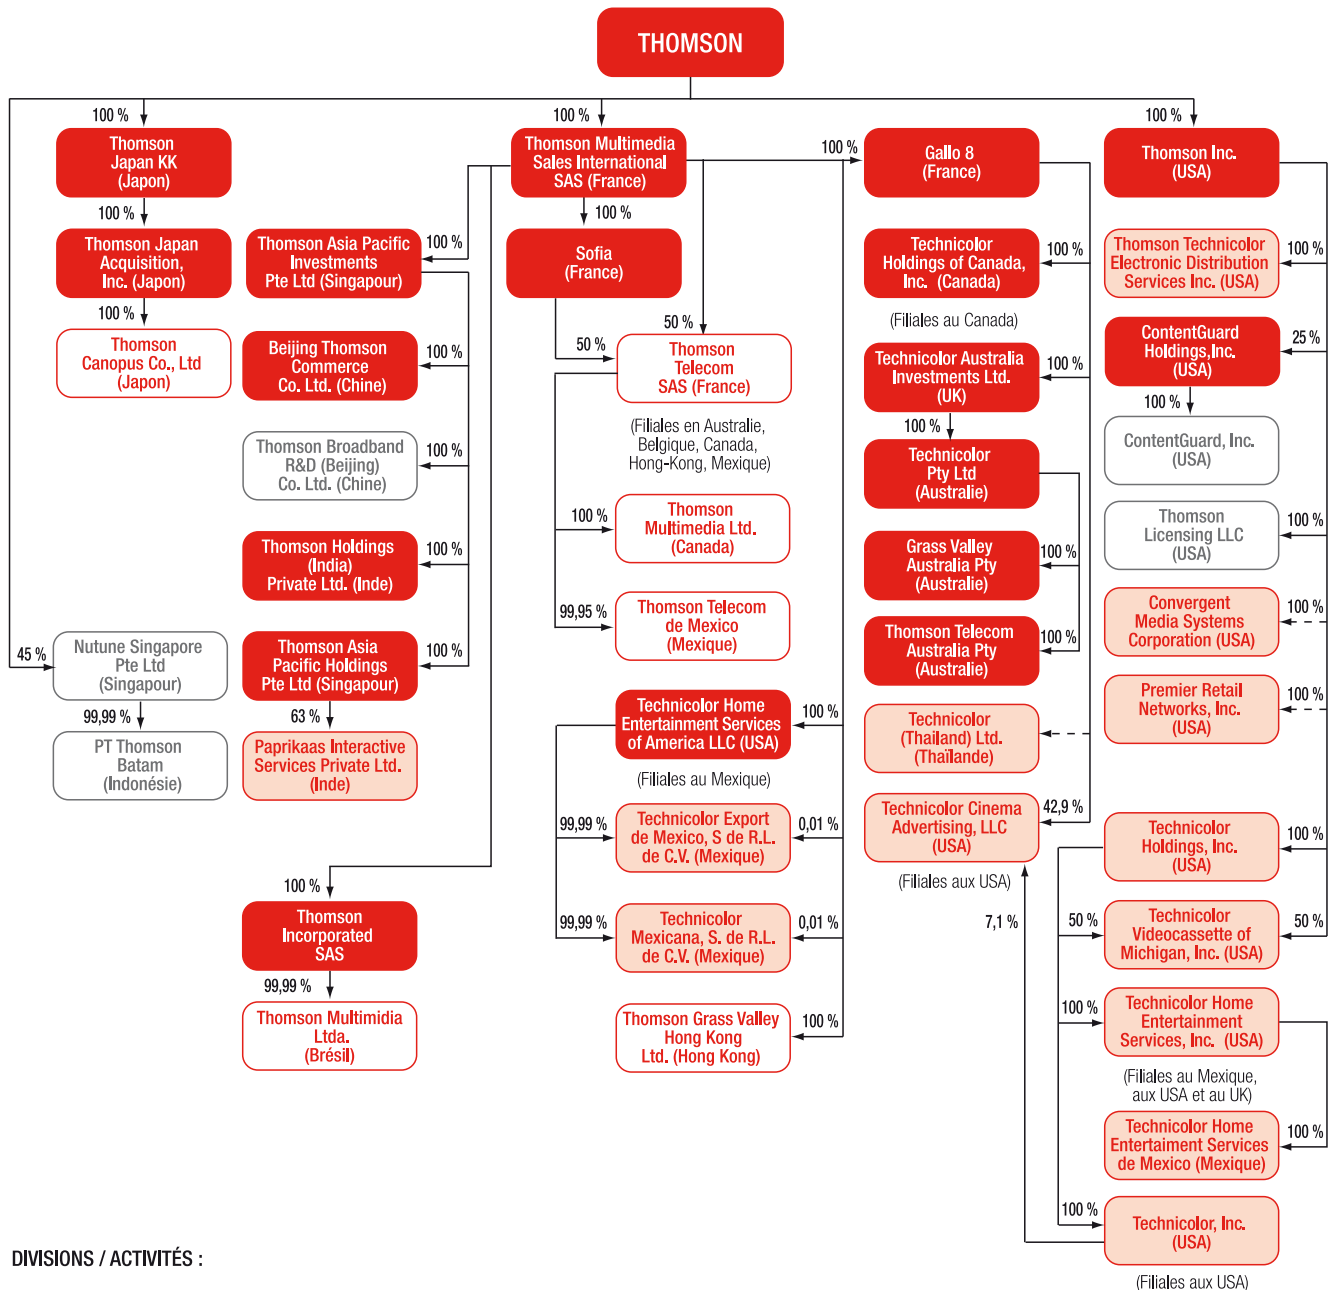 THOMSON
100 %
100 %
100 %
Thomson
Japan KK
(Japon)
Thomson Multimedia
Sales International
SAS (France)
100 %
Gallo 8
(France)
Thomson Inc.
(USA)
100 %
100 %
Thomson Japan
Acquisition,
Inc. (Japon)
Thomson Asia Pacific
Investments
Pte Ltd (Singapour)
100 %
Sofia
(France)
Technicolor
Holdings of Canada,
Inc. (Canada)
100 %
(Filiales au Canada)
Thomson Technicolor
Electronic Distribution
Services Inc. (USA)
100 %
100 %
Thomson
Canopus Co., Ltd
(Japon)
Beijing Thomson
Commerce
Co. Ltd. (Chine)
100 %
50 %
50 %
Thomson
Telecom
SAS (France)
(Filiales en Australie,
Belgique, Canada,
Hong-Kong, Mexique)
Technicolor Australia
Investments Ltd.
(UK)
100 %
ContentGuard
Holdings,Inc.
(USA)
25 %
100 %
100 %
Thomson Broadband
R&D (Beijing)
Co. Ltd. (Chine)
100 %
Technicolor
Pty Ltd
(Australie)
ContentGuard, Inc.
(USA)
100 %
Thomson
Multimedia Ltd.
(Canada)
Thomson
Licensing LLC
(USA)
100 %
Thomson Holdings
(India)
Private Ltd. (Inde)
100 %
Grass Valley
Australia Pty
(Australie)
100 %
99,95 %
Thomson Telecom
de Mexico
(Mexique)
Convergent
Media Systems
Corporation (USA)
100 %
45 %
Nutune Singapore
Pte Ltd
(Singapour)
Thomson Asia
Pacific Holdings
Pte Ltd (Singapour)
100 %
Thomson Telecom
Australia Pty
(Australie)
100 %
99,99 %
63 %
Technicolor Home
Entertainment Services
of America LLC (USA)
100 %
(Filiales au Mexique)
Premier Retail
Networks, Inc.
(USA)
100 %
PT Thomson
Batam
(Indonésie)
Paprikaas Interactive
Services Private Ltd.
(Inde)
Technicolor
(Thailand) Ltd.
(Thaïlande)
99,99 %
Technicolor Export
de Mexico, S de R.L.
de C.V. (Mexique)
0,01 %
Technicolor Cinema
Advertising, LLC
(USA)
42,9 %
(Filiales aux USA)
Technicolor
Holdings, Inc.
(USA)
100 %
100 %
Thomson
Incorporated
SAS
99,99 %
Technicolor
Mexicana, S. de R.L.
de C.V. (Mexique)
0,01 %
7,1 %
50 %
Technicolor
Videocassette of
Michigan, Inc. (USA)
50 %
99,99 %
Thomson Multimidia
Ltda.
(Brésil)
Thomson Grass Valley
Hong Kong
Ltd. (Hong Kong)
100 %
100 %
Technicolor Home
Entertainment
Services, Inc. (USA)
(Filiales au Mexique,
aux USA et au UK)
Technicolor Home
Entertaiment Services
de Mexico (Mexique)
100 %
100 %
Technicolor, Inc.
(USA)
(Filiales aux USA)
DIVISIONS / ACTIVITÉS :